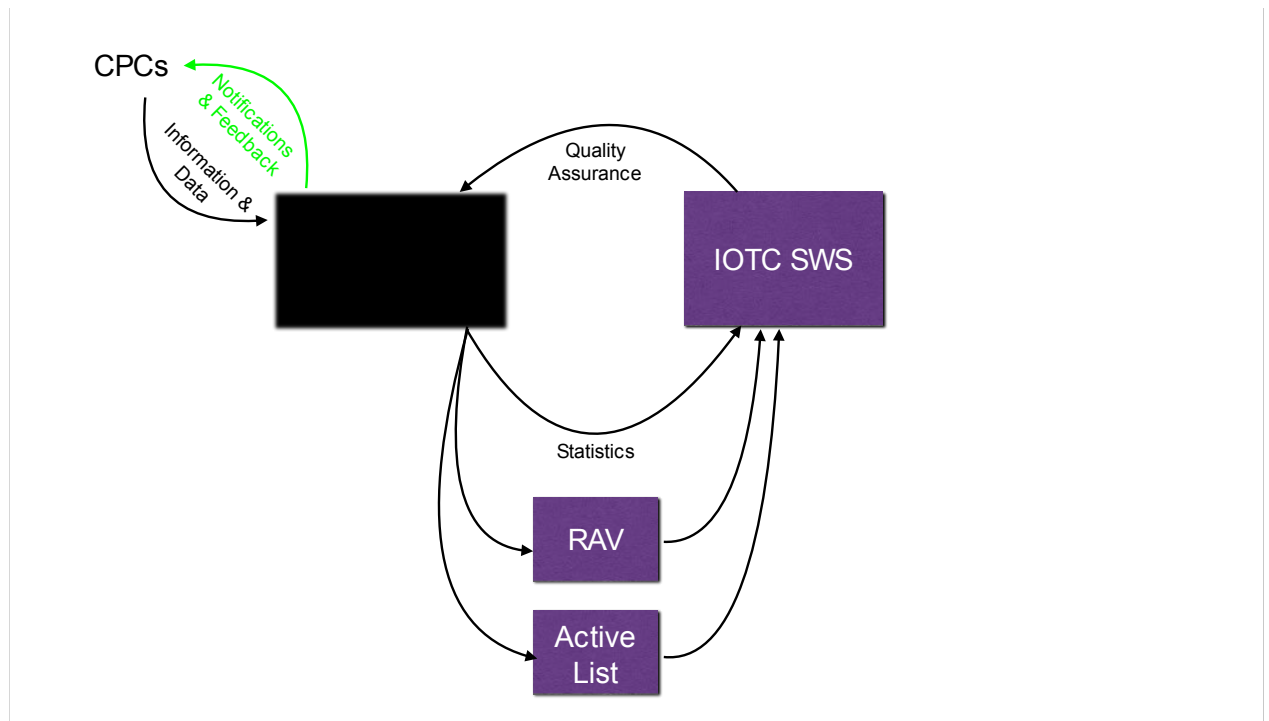 CPCs
Notifications
& Feedback
Information &
Data
Quality
Assurance
IOTC SWS
Statistics
RAV
Active
List